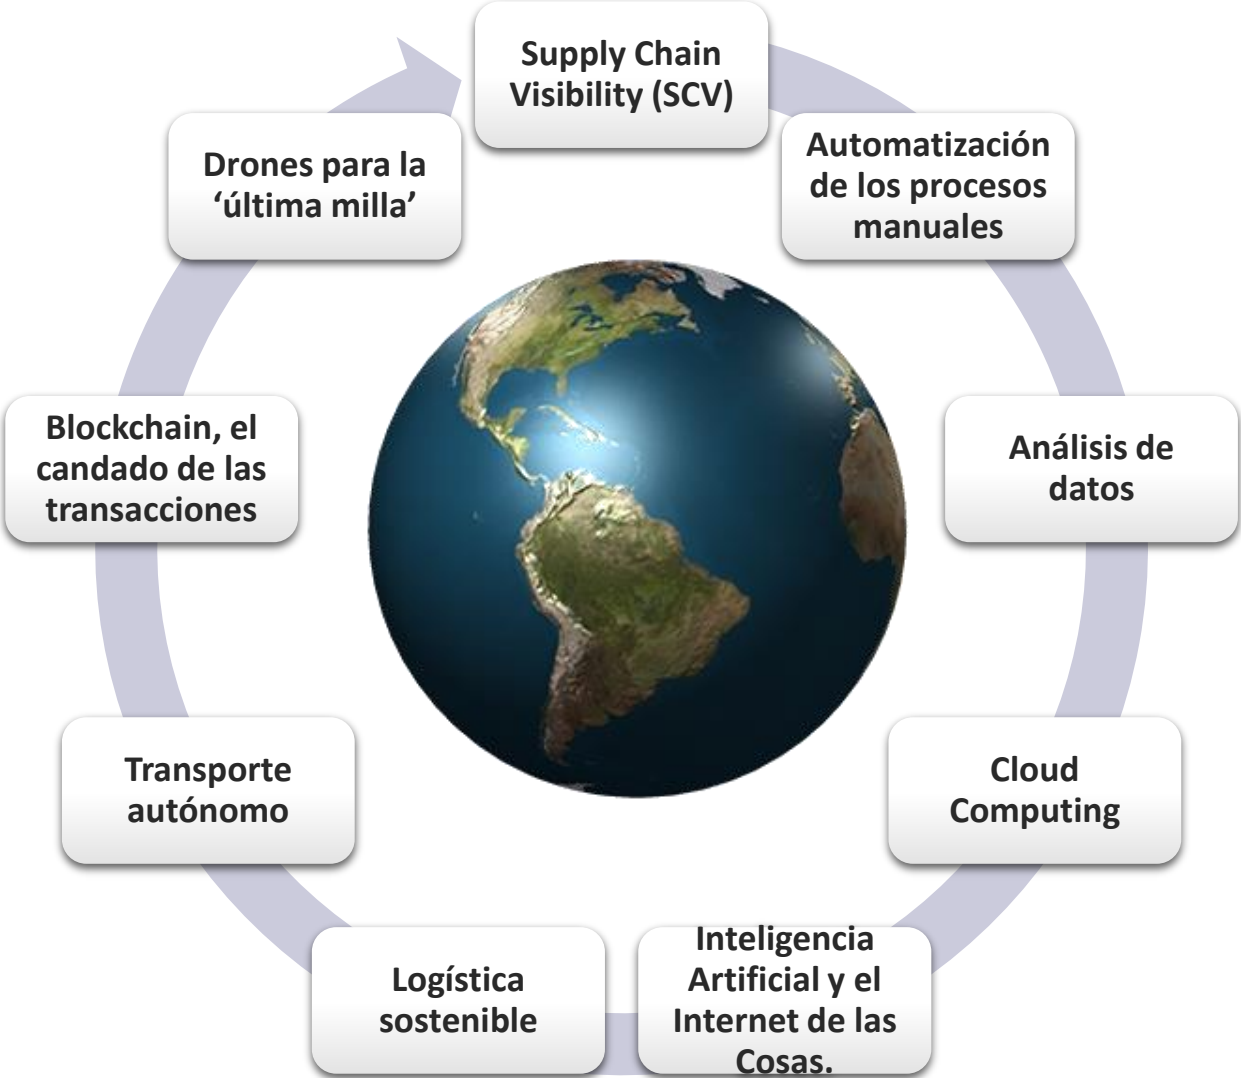 Supply Chain
Visibility (SCV)
Automatización
de los procesos
manuales
Análisis de
datos
Cloud
Computing
Inteligencia
Artificial y el
Internet de las
Cosas.
Logística
sostenible
Transporte
autónomo
Blockchain, el
candado de las
transacciones
Drones para la
‘última milla’